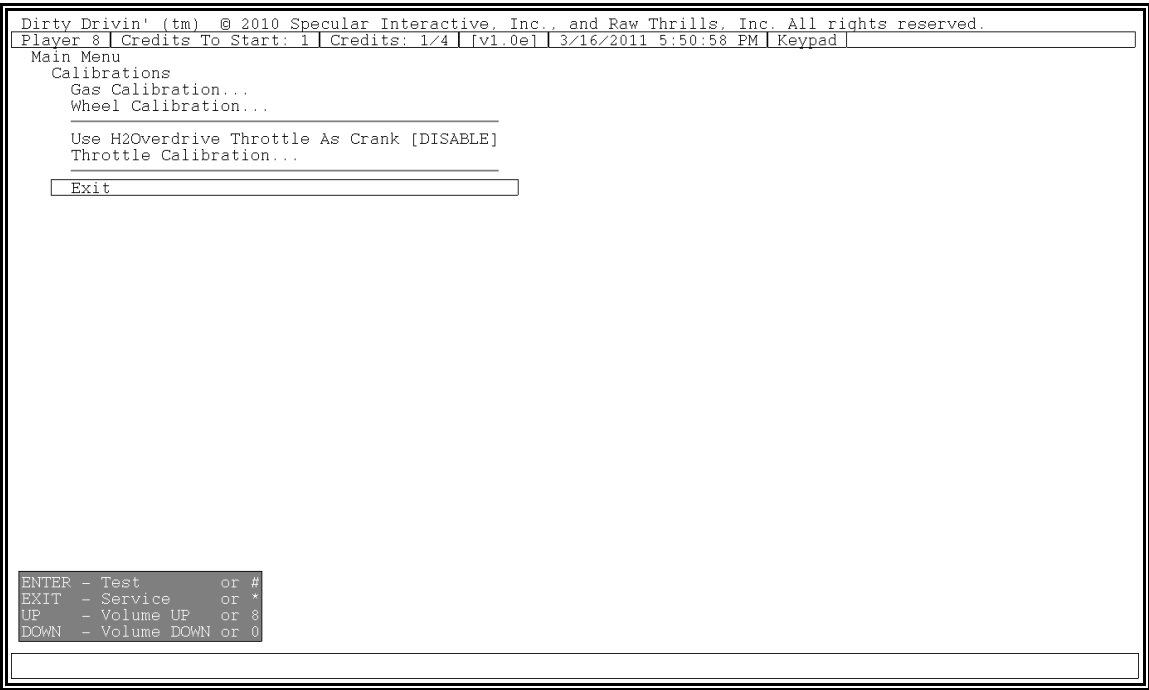 Dirty Drivin' (tm) © 2010 Specular Interactive, Inc., and Raw Thrills, Inc. All rights reserved.
Player 8 | Credits To Start: 1 | Credits: 1/4 | [v1.0e] | 3/16/2011 5:50:58 PM | Keypad |
Main Menu
Calibrations
Gas Calibration...
Wheel Calibration...
Use H2Overdrive Throttle As Crank [DISABLE]
Throttle Calibration...
Exit
ENTER - Test or #
EXIT - Service or *
UP - Volume UP or 8
DOWN - Volume DOWN or 0